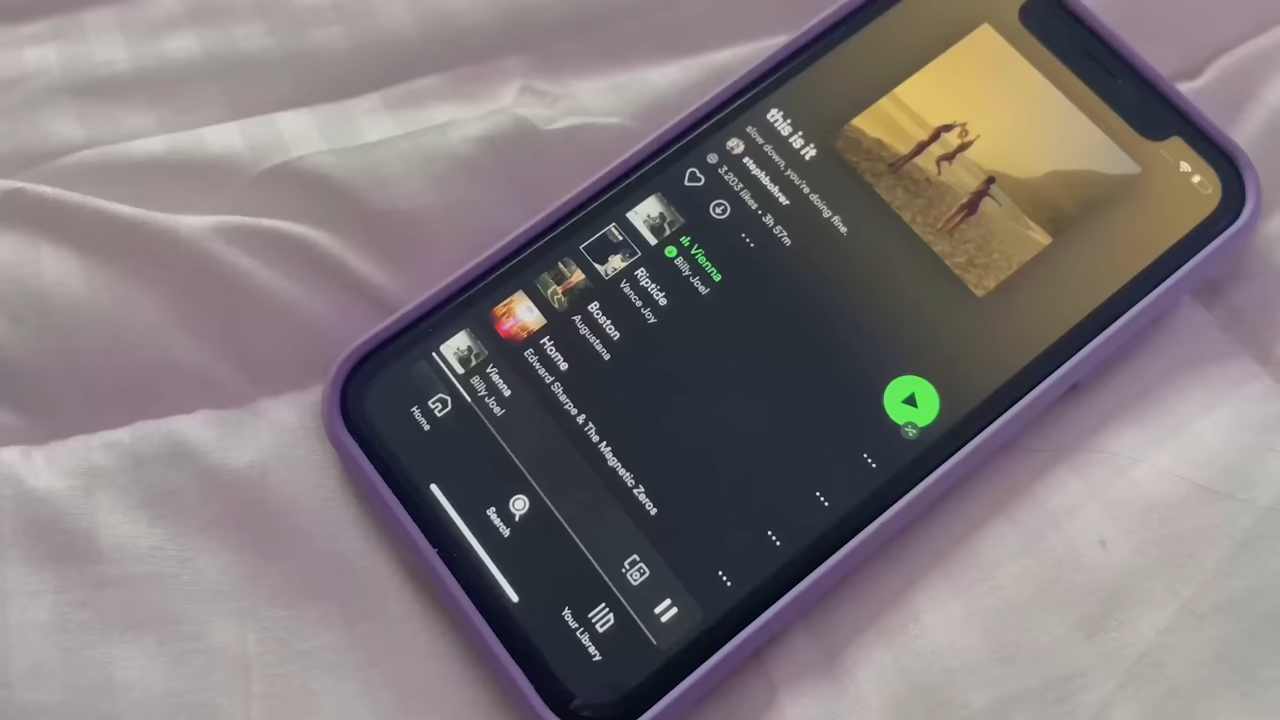 this is it
slow down, you're doing fine.
stephbohrer
3,203 likes • 3h 57m
Vienna
Billy Joel
Riptide
Vance Joy
Boston
Augustana
Home
Edward Sharpe & The Magnetic Zeros
Vienna
Billy Joel
Home
Search
Your Library